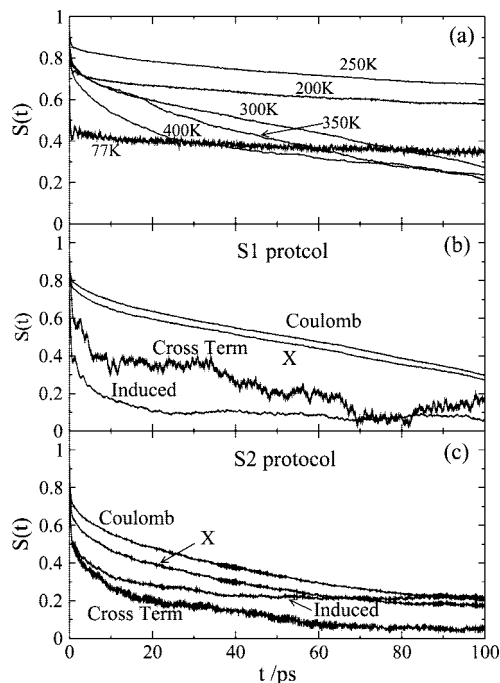 1
(a)
0.8
250K
200K
0.6
300K
350K
0.4
400K
77K
0.2
0
S(t)
1
(b)
S1 protcol
0.8
0.6
Coulomb
0.4
Cross Term
X
0.2
Induced
0
S(t)
1
(c)
S2 protocol
0.8
Coulomb
0.6
X
0.4
0.2
Cross Term
Induced
0
S(t)
0 20 40 60 80 100
t /ps